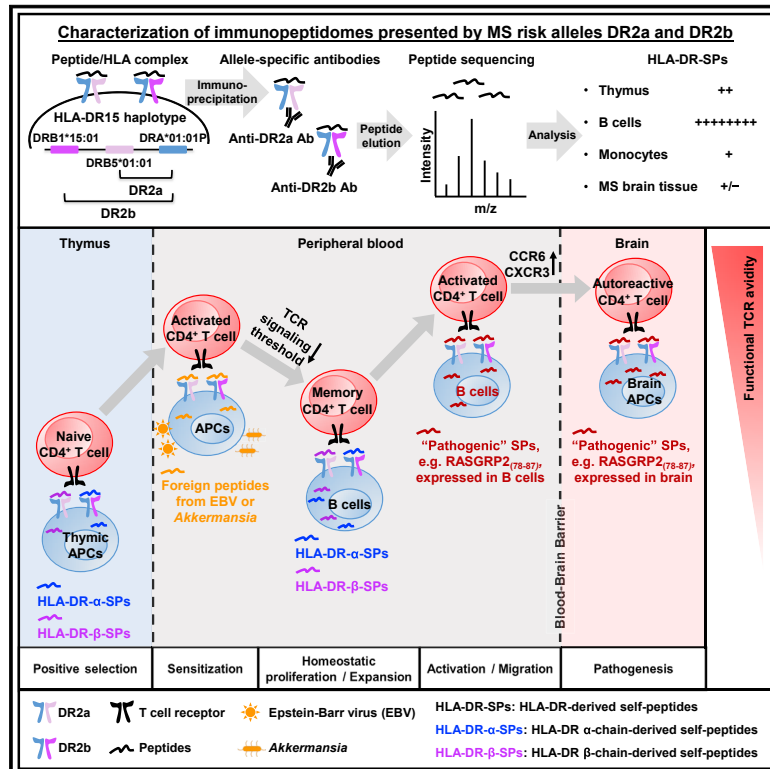 Characterization of immunopeptidomes presented by MS risk alleles DR2a and DR2b
Peptide/HLA complex
Allele-specific antibodies
Peptide sequencing
HLA-DR-SPs
Immuno-
precipitation
HLA-DR15 haplotype
DRB1*15:01
DRA*01:01P
DRB5*01:01
DR2a
DR2b
Anti-DR2a Ab
Anti-DR2b Ab
Peptide
elution
Intensity
m/z
Analysis
• Thymus ++
• B cells ++++++++
• Monocytes +
• MS brain tissue +/−
Thymus
Peripheral blood
Brain
Naive
CD4+ T cell
Thymic
APCs
HLA-DR-α-SPs
HLA-DR-β-SPs
Activated
CD4+ T cell
APCs
Foreign peptides
from EBV or
Akkermansia
TCR
signaling
threshold
Memory
CD4+ T cell
B cells
HLA-DR-α-SPs
HLA-DR-β-SPs
Activated
CD4+ T cell
B cells
"Pathogenic" SPs,
e.g. RASGRP2(78-87),
expressed in B cells
CCR6
CXCR3
Blood-Brain Barrier
Autoreactive
CD4+ T cell
Brain
APCs
"Pathogenic" SPs,
e.g. RASGRP2(78-87),
expressed in brain
Functional TCR avidity
Positive selection
Sensitization
Homeostatic
proliferation / Expansion
Activation / Migration
Pathogenesis
DR2a
T cell receptor
Epstein-Barr virus (EBV)
HLA-DR-SPs: HLA-DR-derived self-peptides
HLA-DR-α-SPs: HLA-DR α-chain-derived self-peptides
DR2b
Peptides
Akkermansia
HLA-DR-β-SPs: HLA-DR β-chain-derived self-peptides